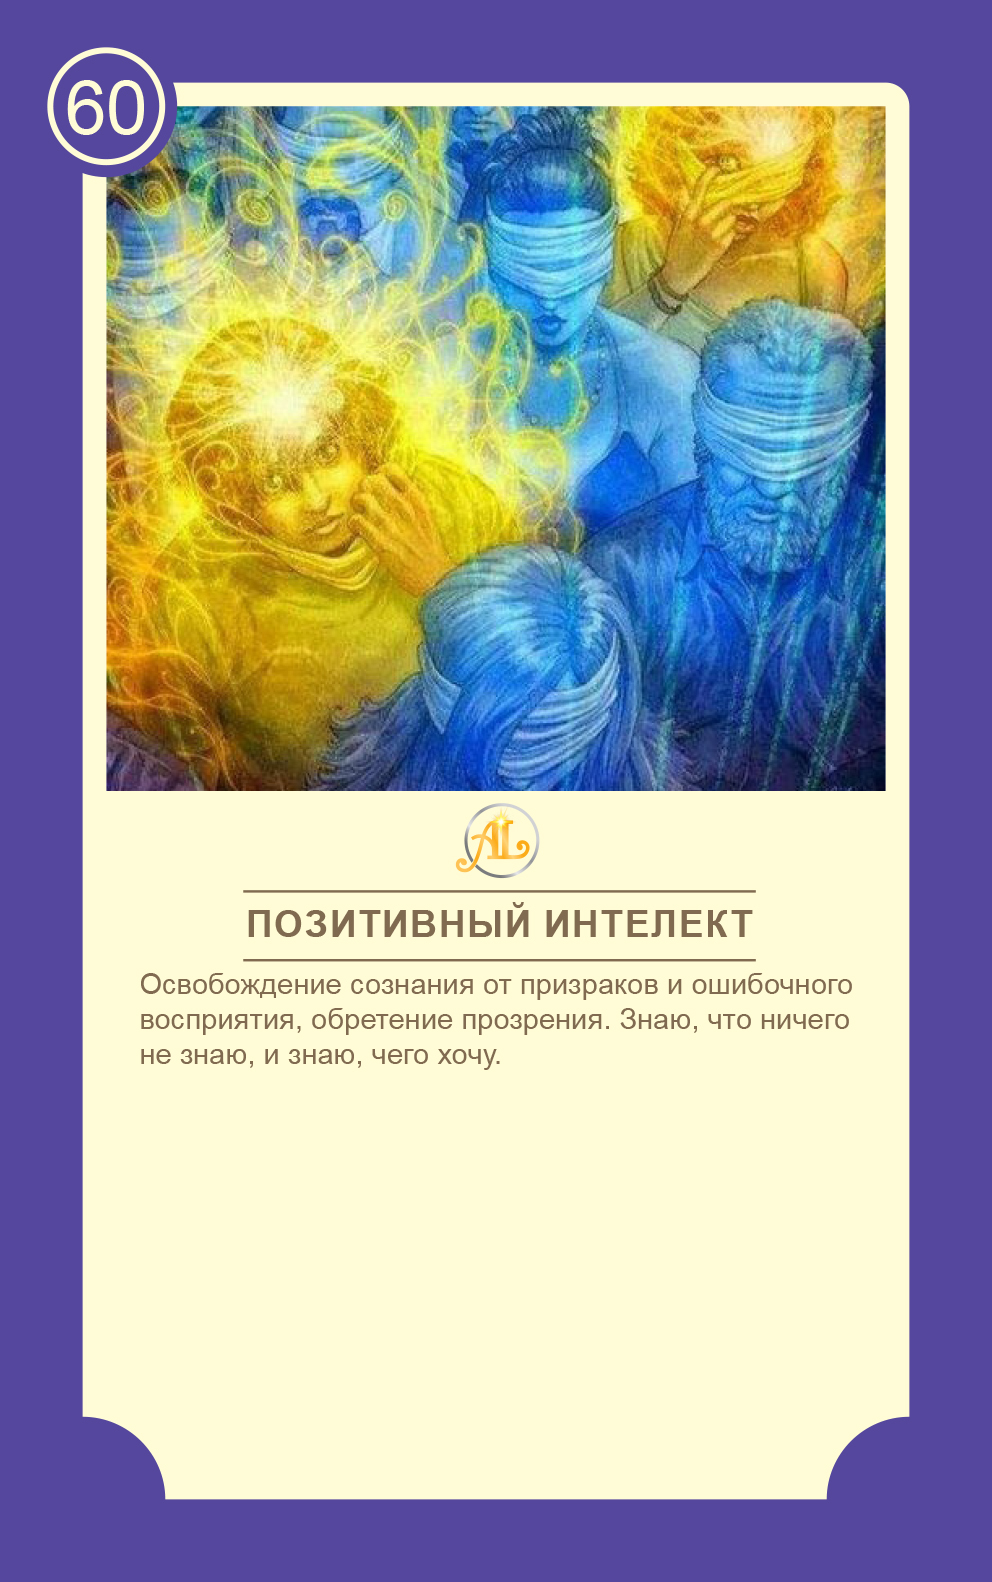 60
AL
ПОЗИТИВНЫЙ ИНТЕЛЕКТ
Освобождение сознания от призраков и ошибочного
восприятия, обретение прозрения. Знаю, что ничего
не знаю, и знаю, чего хочу.